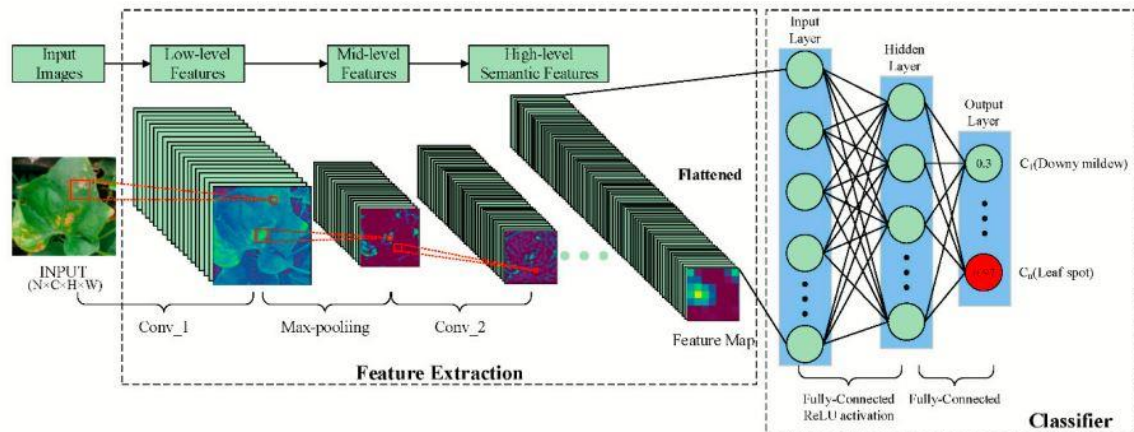 Input
Images
Low-level
Features
Mid-level
Features
High-level
Semantic Features
Flattened
INPUT
(N×C×H×W)
Conv_1
Max-pooliing
Conv_2
Feature Map
Feature Extraction
Input
Layer
Hidden
Layer
Output
Layer
0.3
C₁(Downy mildew)
Cₙ(Leaf spot)
Fully-Connected
ReLU activation
Fully-Connected
Classifier